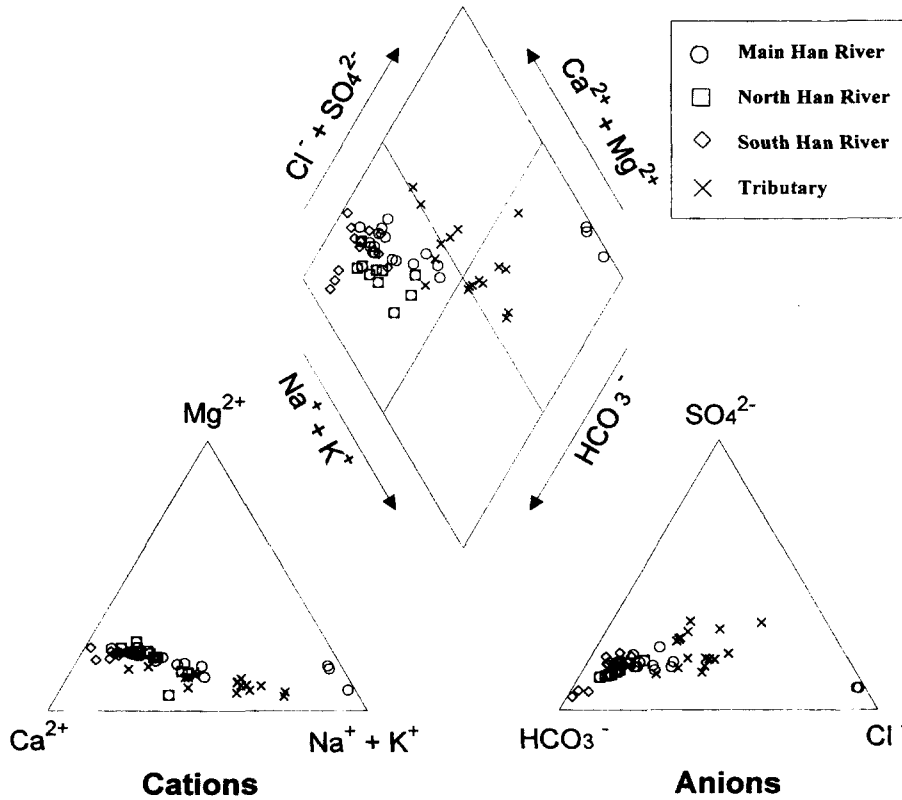 Main Han River
North Han River
South Han River
Tributary
Cl⁻ + SO₄²⁻
Ca²⁺ + Mg²⁺
Na⁺ + K⁺
HCO₃⁻
Mg²⁺
SO₄²⁻
Ca²⁺
Na⁺ + K⁺
HCO₃⁻
Cl⁻
Cations
Anions